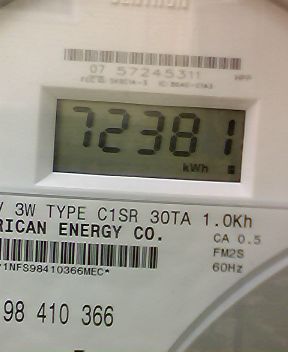 07 57245311
72381
kWh
V 3W TYPE C1SR 30TA 1.0Kh
RICAN ENERGY CO.
CA 0.5
FM2S
60Hz
1NFS98410366MEC*
98 410 366